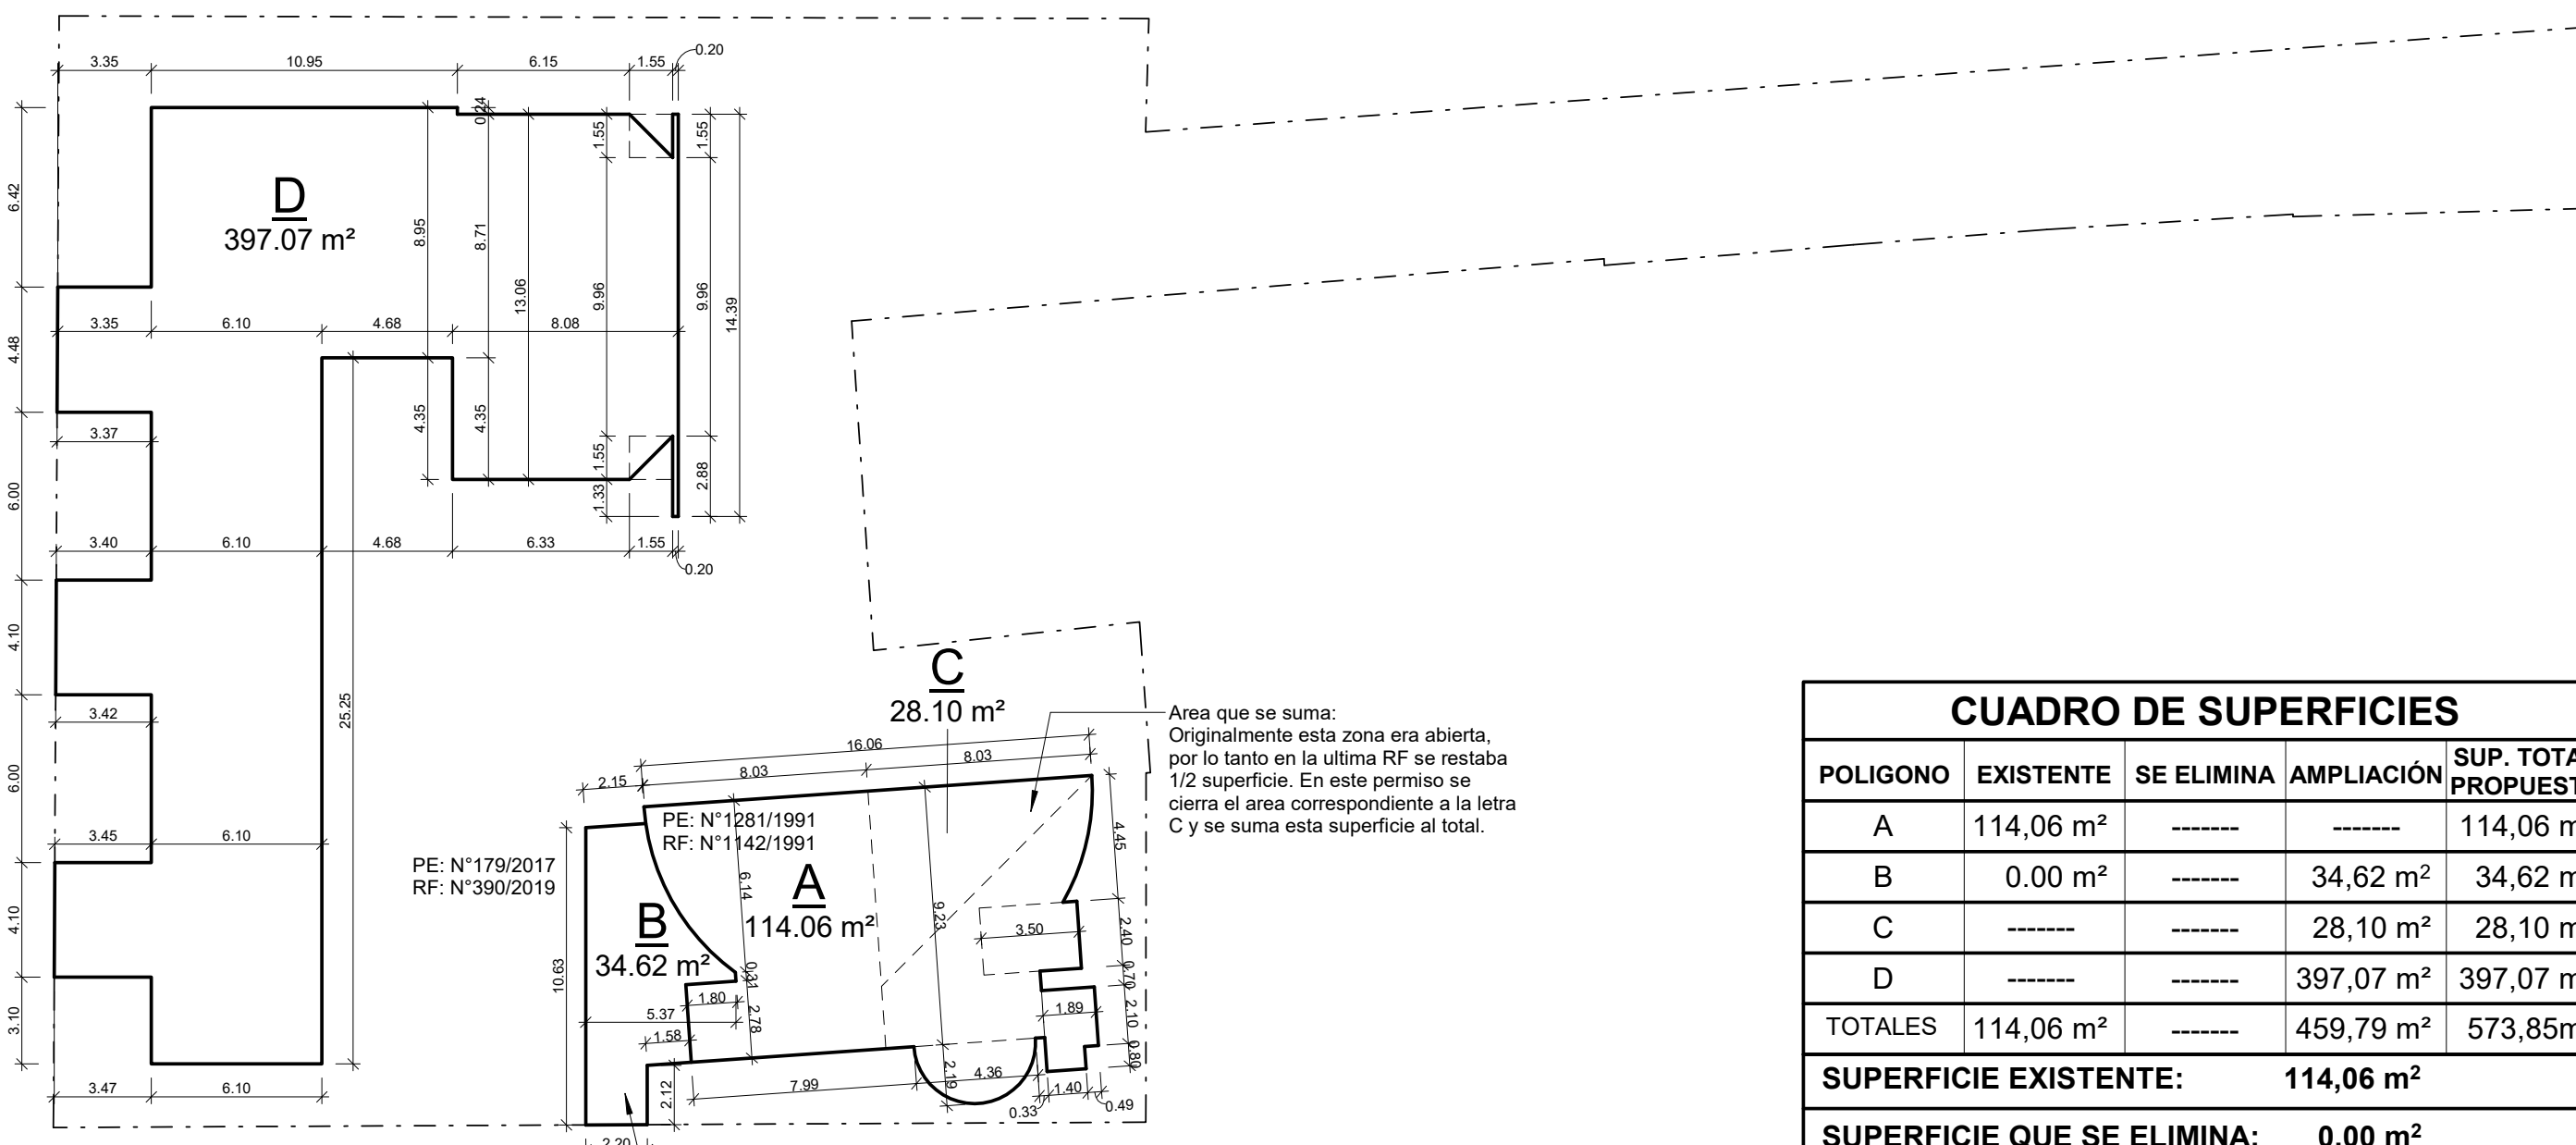 0.20
3.35 10.95 6.15 1.55
0.24
1.55 1.55
6.42
D
397.07 m²
8.95 8.71 13.06 9.96 9.96 14.39
3.35 6.10 4.68 8.08
4.48
4.35 4.35
3.37
1.55
2.88
1.33
6.00
3.40 6.10 4.68 6.33 1.55
0.20
4.10
25.25
3.42
6.00
3.45 6.10
4.10
3.10
3.47 6.10
C
28.10 m²
Area que se suma:
Originalmente esta zona era abierta,
por lo tanto en la ultima RF se restaba
1/2 superficie. En este permiso se
cierra el area correspondiente a la letra
C y se suma esta superficie al total.
16.06
2.15 8.03 8.03
PE: N°1281/1991
RF: N°1142/1991
PE: N°179/2017
RF: N°390/2019
4.45
6.14
A
114.06 m²
9.23
B
34.62 m²
3.50
2.40
10.63
0.31
0.70
1.80
5.37
2.78
1.89
2.10
1.58
0.80
2.19
4.36
7.99
2.12
1.40
0.33
0.49
2.20
CUADRO DE SUPERFICIES
POLIGONO EXISTENTE SE ELIMINA AMPLIACIÓN SUP.
A 114,06 m² ------- ------- 114,06
B 0.00 m² ------- 34,62 m² 34,62
C ------- ------- 28,10 m² 28,10
D ------- ------- 397,07 m² 397,07
TOTALES 114,06 m² ------- 459,79 m² 573,85
SUPERFICIE EXISTENTE: 114,06 m²
SUPERFICIE QUE SE ELIMINA: 0.00 m²